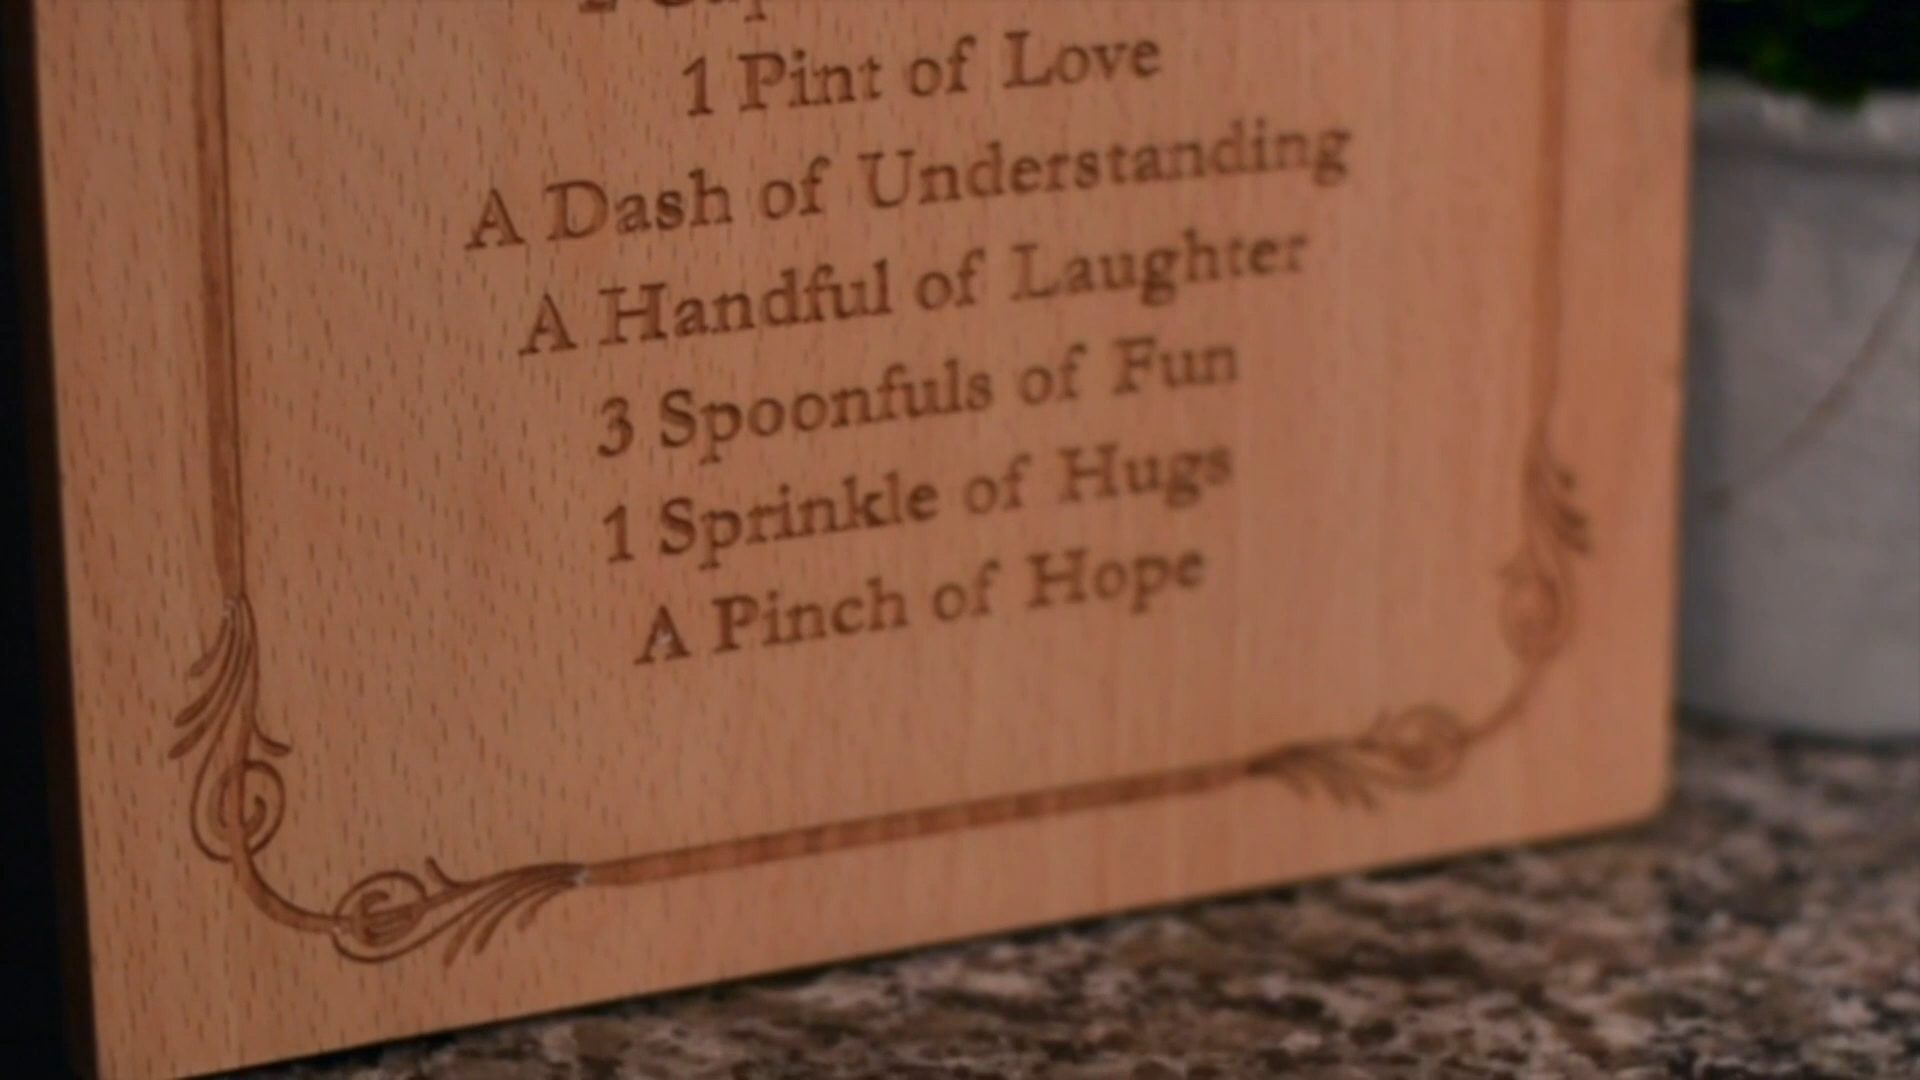 1 Pint of Love
A Dash of Understanding
A Handful of Laughter
3 Spoonfuls of Fun
1 Sprinkle of Hugs
A Pinch of Hope